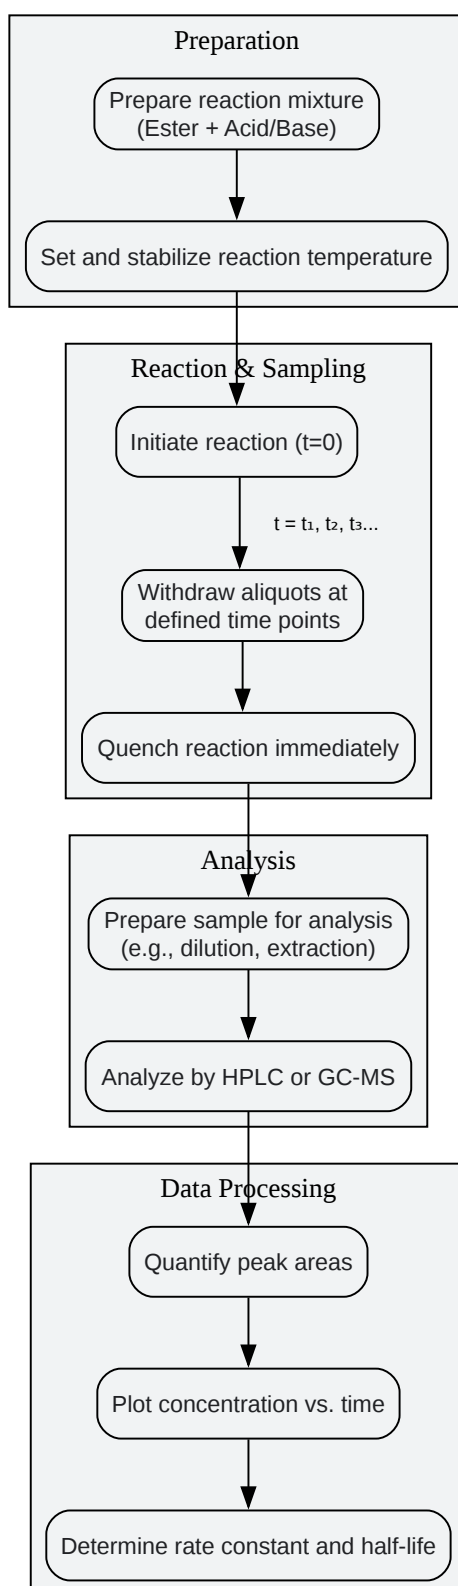 Preparation
Prepare reaction mixture
(Ester + Acid/Base)
Set and stabilize reaction temperature
Reaction & Sampling
Initiate reaction (t=0)
t = t₁, t₂, t₃...
Withdraw aliquots at
defined time points
Quench reaction immediately
Analysis
Prepare sample for analysis
(e.g., dilution, extraction)
Analyze by HPLC or GC-MS
Data Processing
Quantify peak areas
Plot concentration vs. time
Determine rate constant and half-life